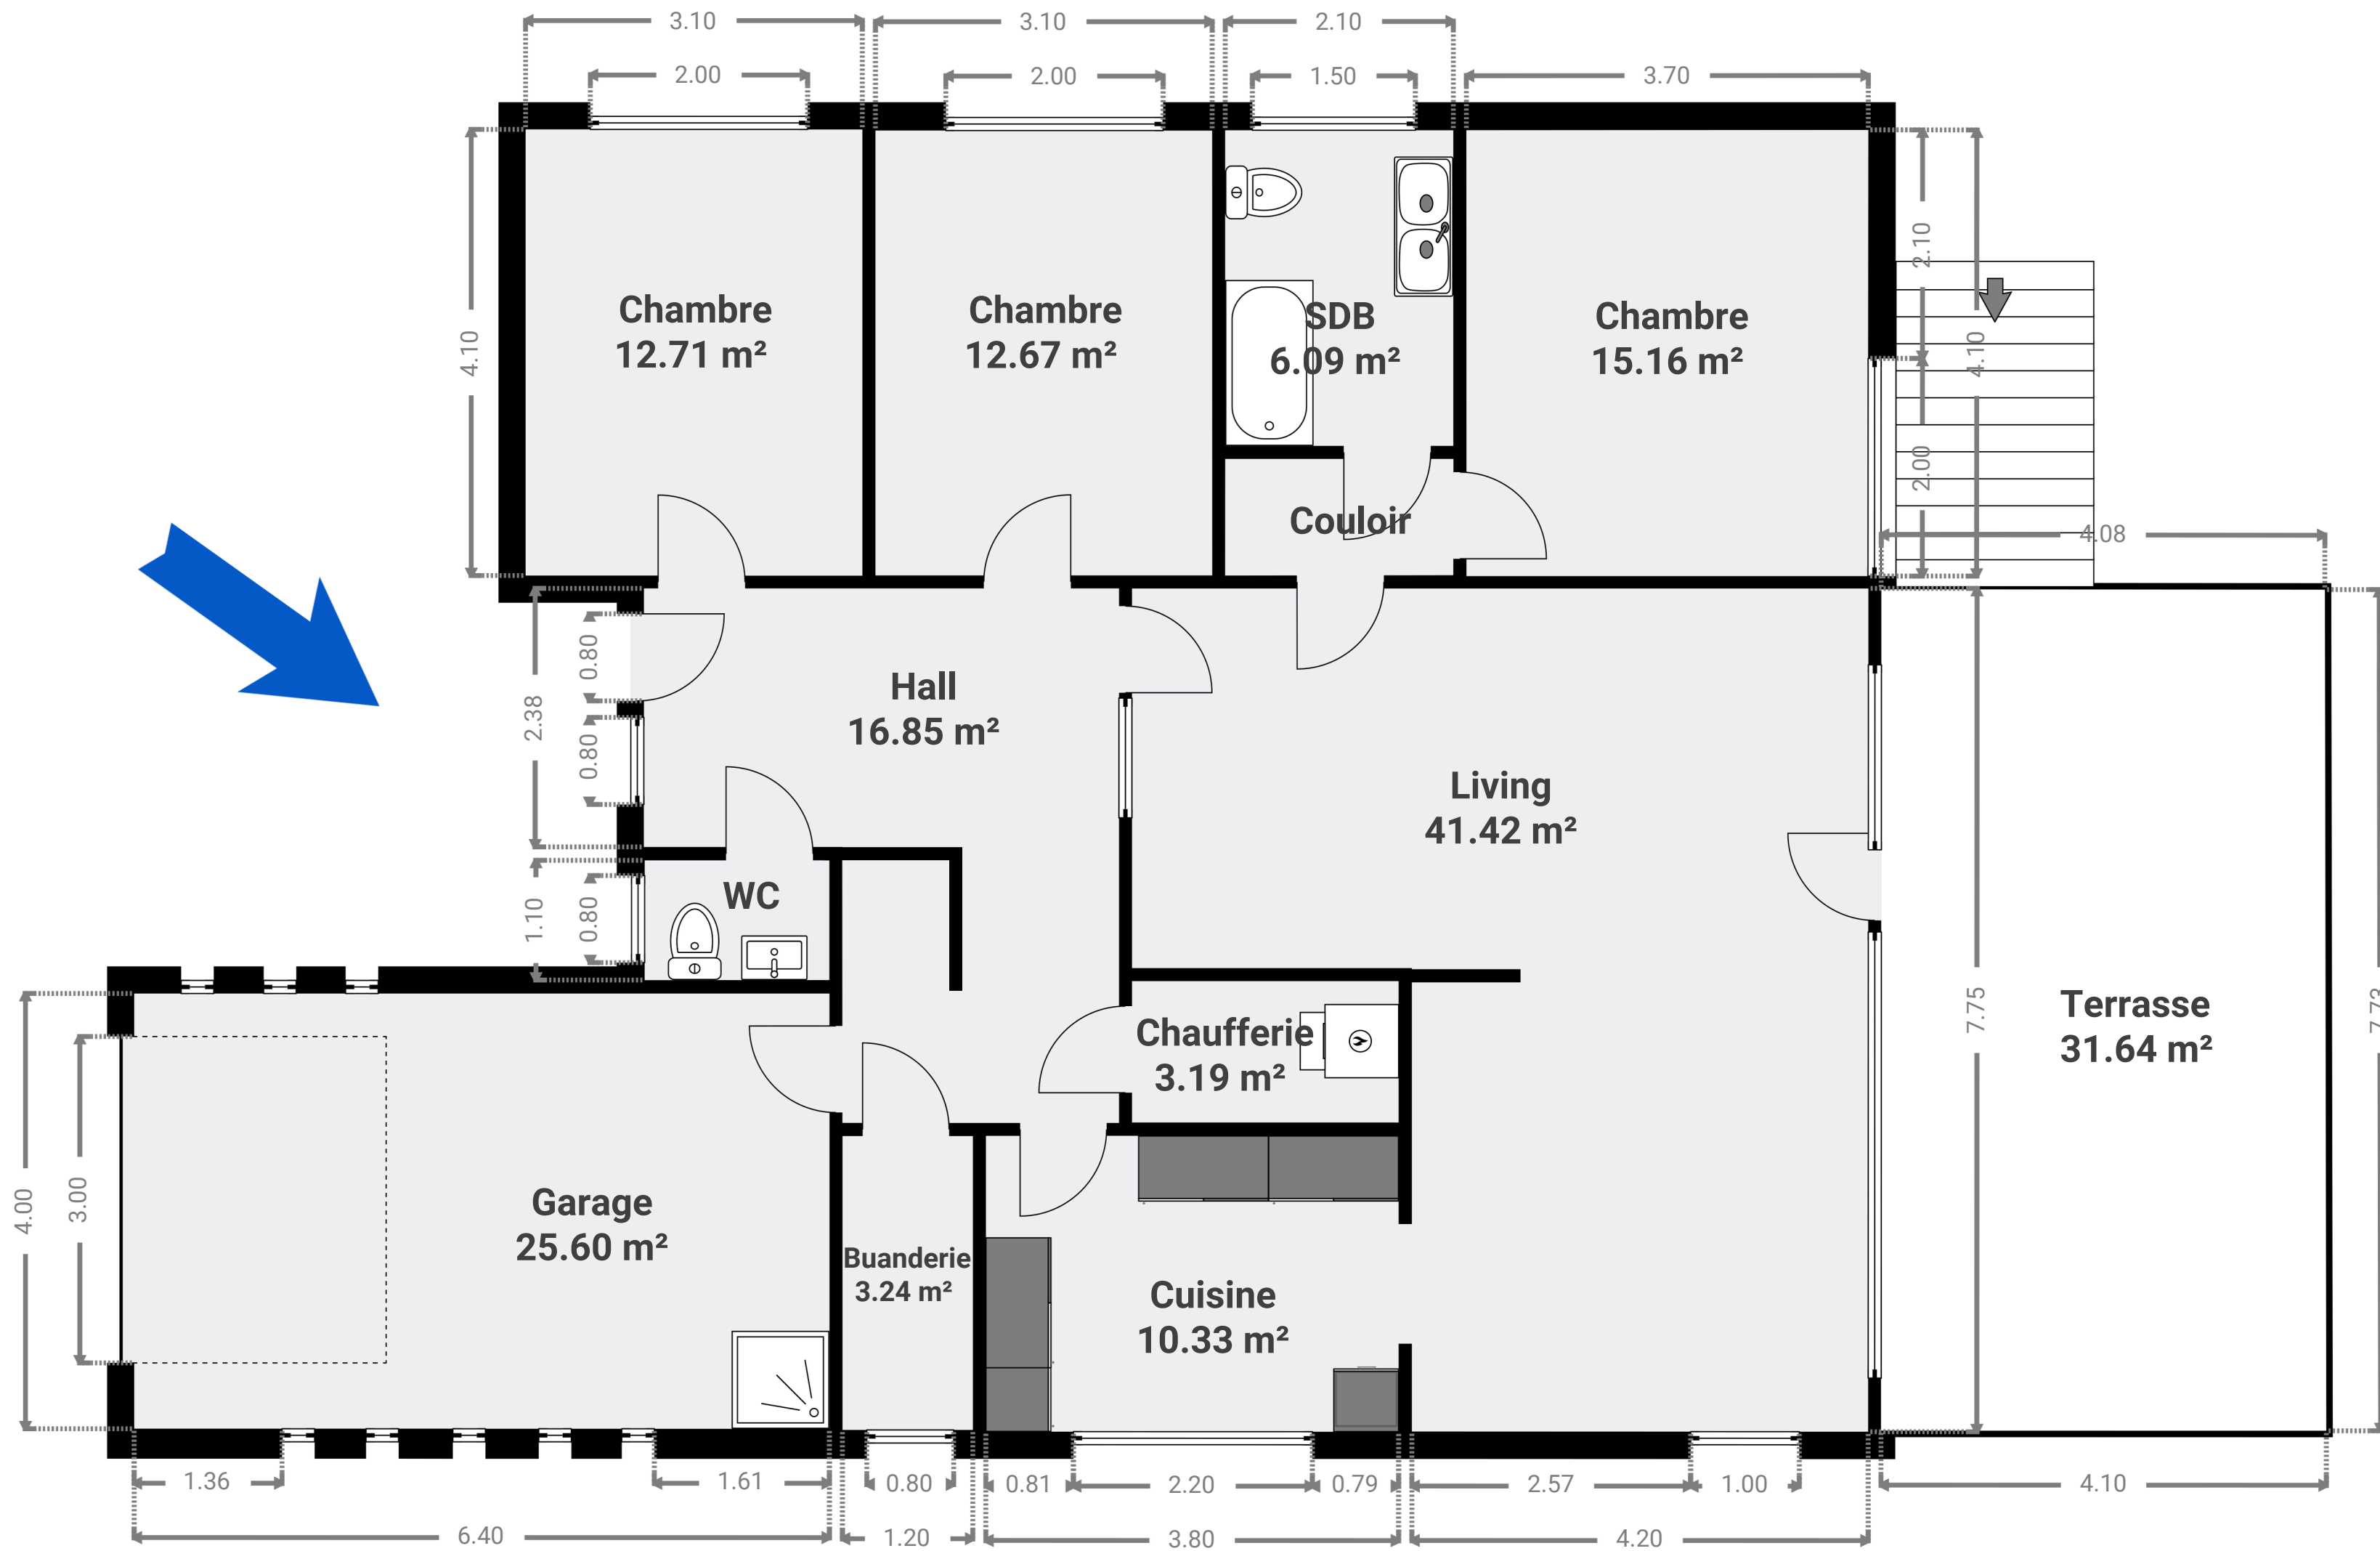 3.10
3.10
2.10
2.00
2.00
1.50
3.70
Chambre
12.71 m²
Chambre
12.67 m²
SDB
6.09 m²
Chambre
15.16 m²
4.10
2.10
4.10
2.00
Couloir
4.08
0.80
2.38
0.80
Hall
16.85 m²
Living
41.42 m²
1.10
0.80
WC
Chaufferie
3.19 m²
7.75
Terrasse
31.64 m²
7.73
4.00
3.00
Garage
25.60 m²
Buanderie
3.24 m²
Cuisine
10.33 m²
1.36
1.61
0.80
0.81
2.20
0.79
2.57
1.00
4.10
6.40
1.20
3.80
4.20